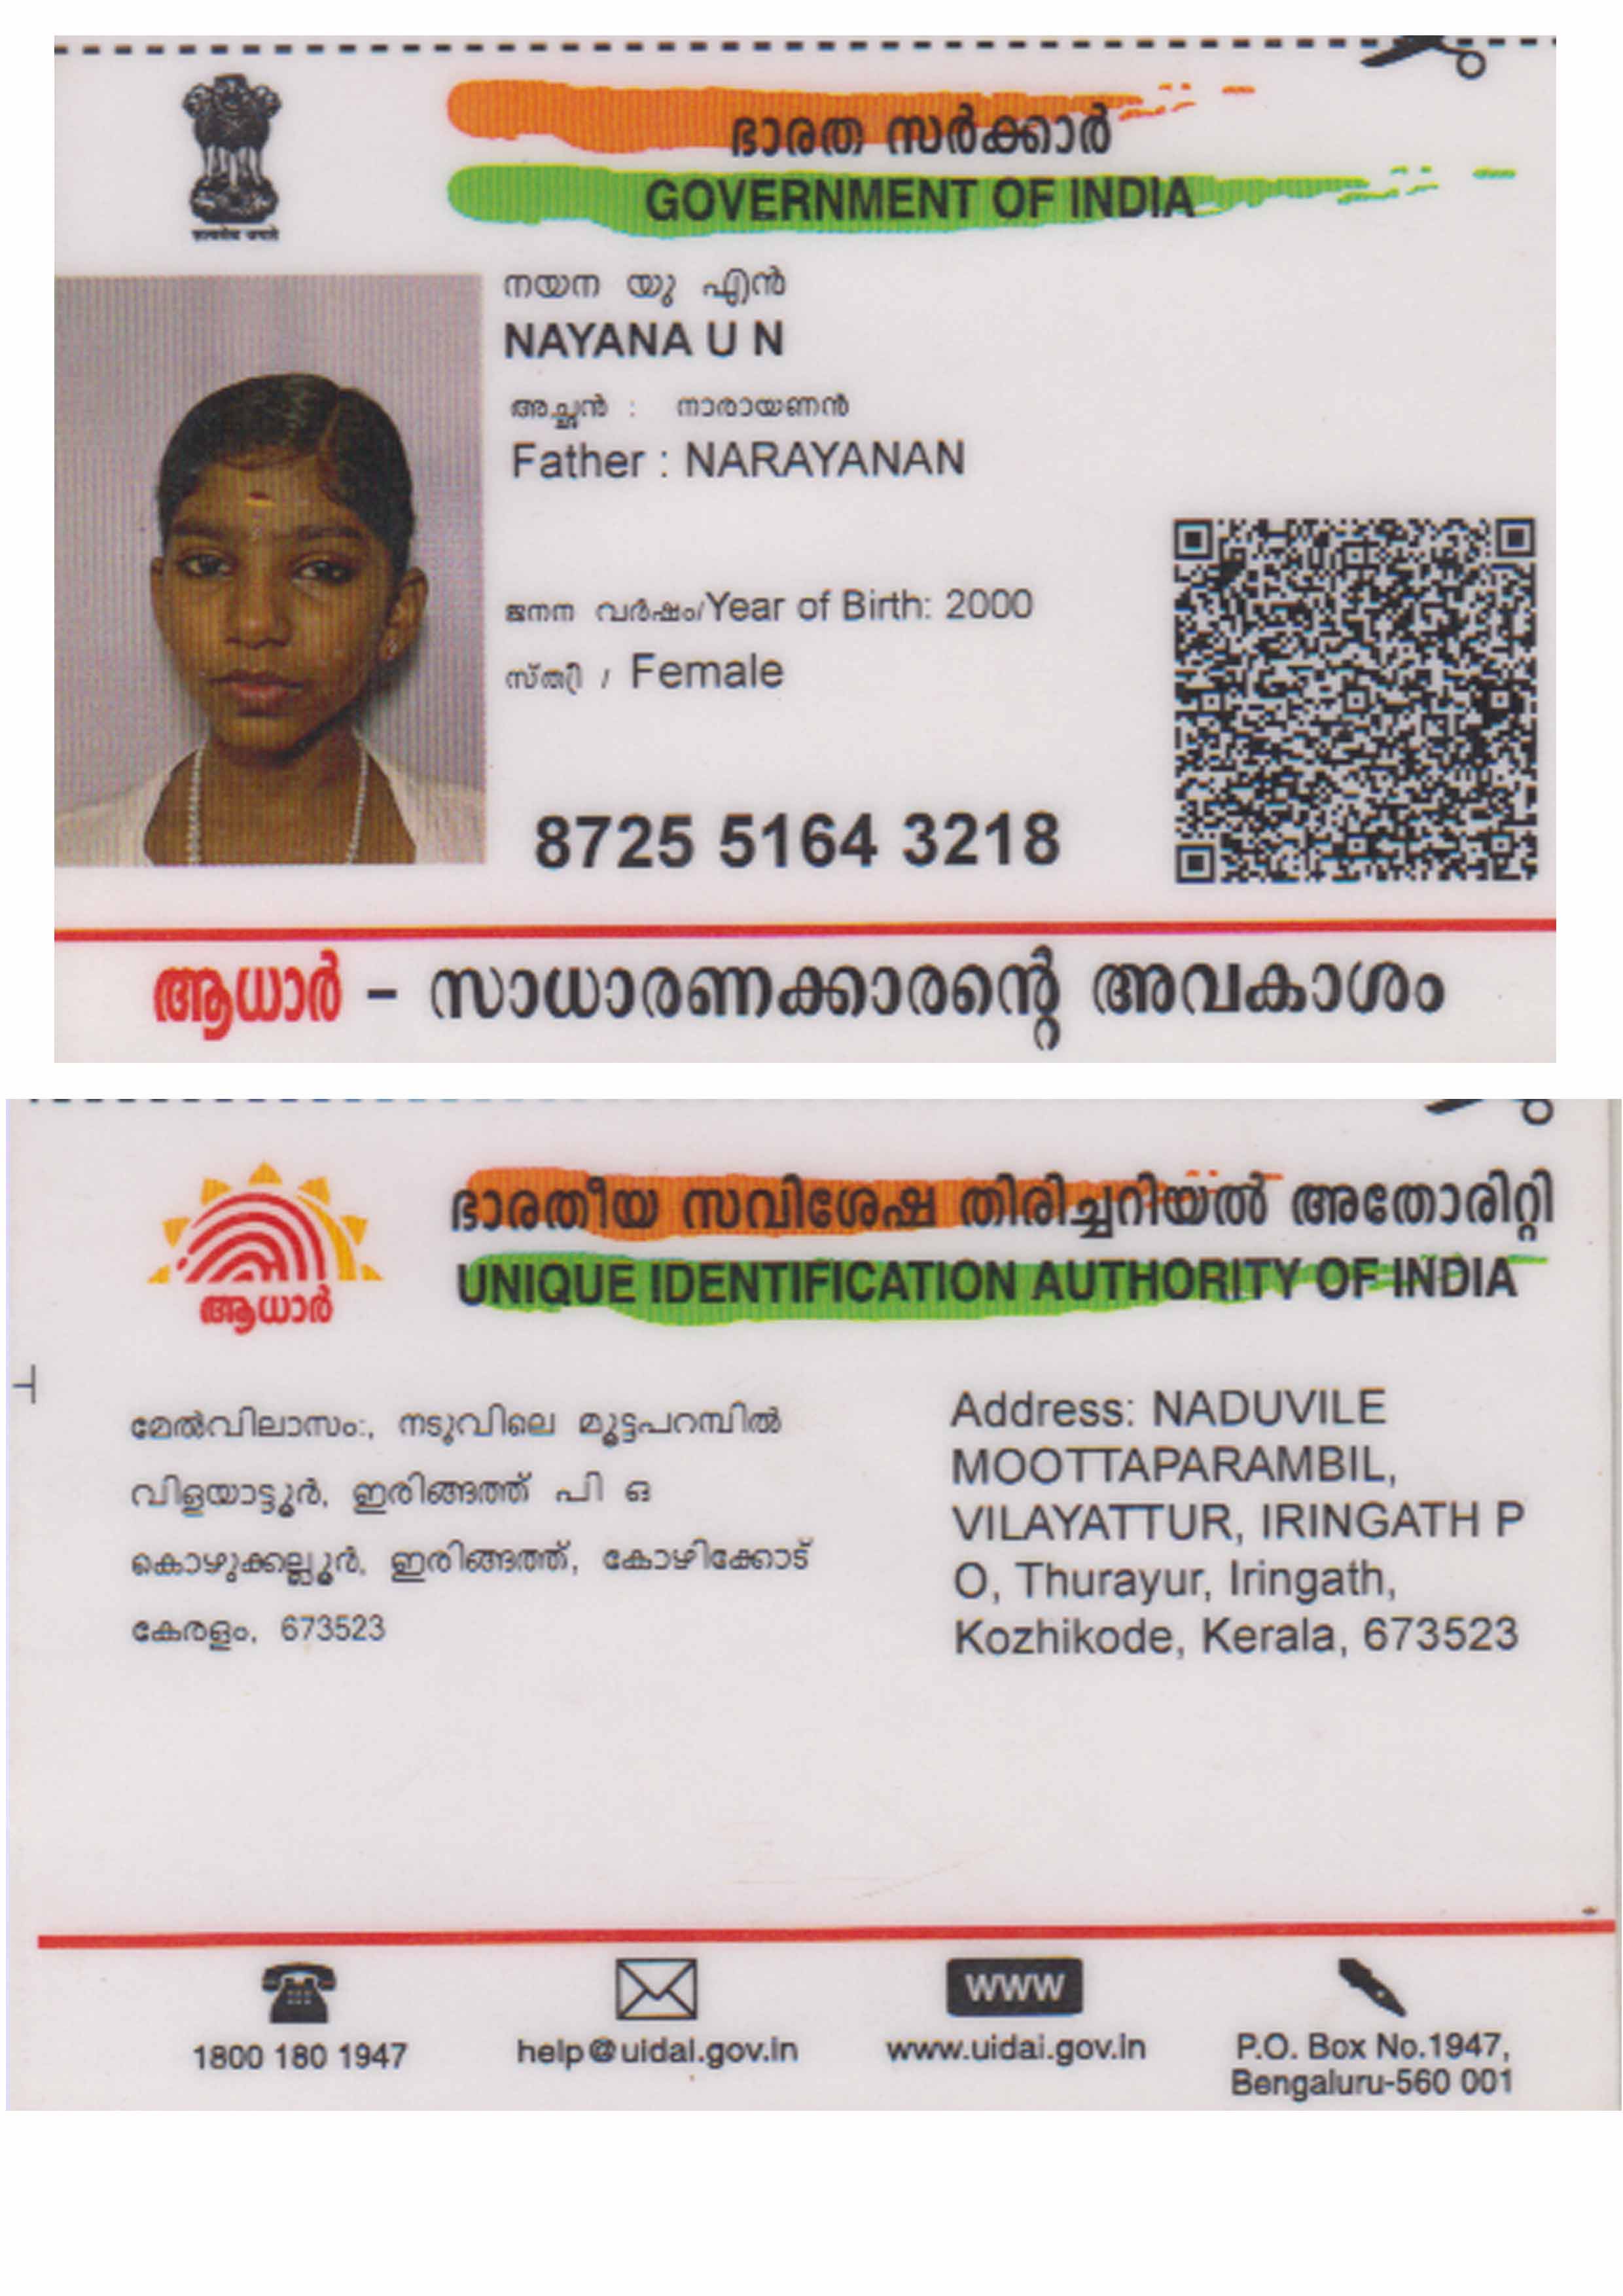 सत्यमेव जयते
ഭാരത സർക്കാർ
GOVERNMENT OF INDIA
നയന യു എൻ
NAYANA U N
അച്ഛൻ : നാരായണൻ
Father : NARAYANAN
ജനന വർഷം/Year of Birth: 2000
സ്ത്രീ / Female
8725 5164 3218
ആധാർ - സാധാരണക്കാരന്റെ അവകാശം
ഭാരതീയ സവിശേഷ തിരിച്ചറിയൽ അതോരിറ്റി
UNIQUE IDENTIFICATION AUTHORITY OF INDIA
ആധാർ
മേൽവിലാസം:, നടുവിലെ മൂട്ടപറമ്പിൽ
വിളയാട്ടൂർ, ഇരിങ്ങത്ത് പി ഒ
കൊഴുക്കല്ലൂർ, ഇരിങ്ങത്ത്, കോഴിക്കോട്
കേരളം, 673523
Address: NADUVILE
MOOTTAPARAMBIL,
VILAYATTUR, IRINGATH P
O, Thurayur, Iringath,
Kozhikode, Kerala, 673523
1800 180 1947
help@uidai.gov.in
WWW
www.uidai.gov.in
P.O. Box No.1947,
Bengaluru-560 001